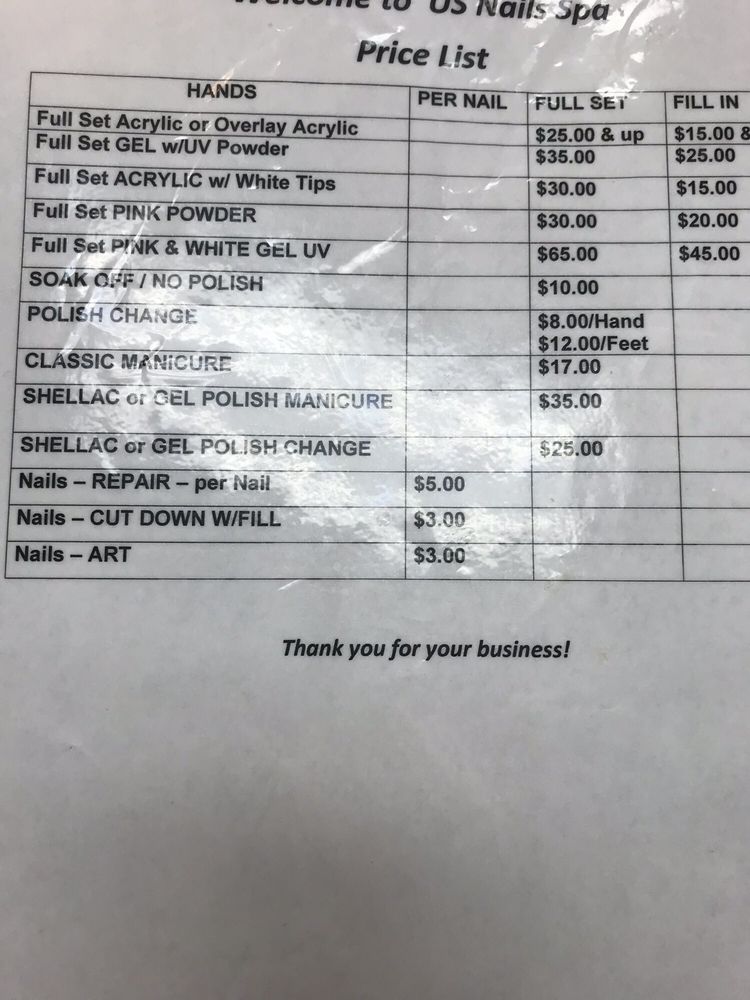 Welcome to US Nails Spa
Price List
HANDS PER NAIL FULL SET FILL IN
Full Set Acrylic or Overlay Acrylic $25.00 & up $15.00 &
Full Set GEL w/UV Powder $35.00 $25.00
Full Set ACRYLIC w/ White Tips $30.00 $15.00
Full Set PINK POWDER $30.00 $20.00
Full Set PINK & WHITE GEL UV $65.00 $45.00
SOAK OFF / NO POLISH $10.00
POLISH CHANGE $8.00/Hand
$12.00/Feet
CLASSIC MANICURE $17.00
SHELLAC or GEL POLISH MANICURE $35.00
SHELLAC or GEL POLISH CHANGE $25.00
Nails – REPAIR – per Nail $5.00
Nails – CUT DOWN W/FILL $3.00
Nails – ART $3.00
Thank you for your business!